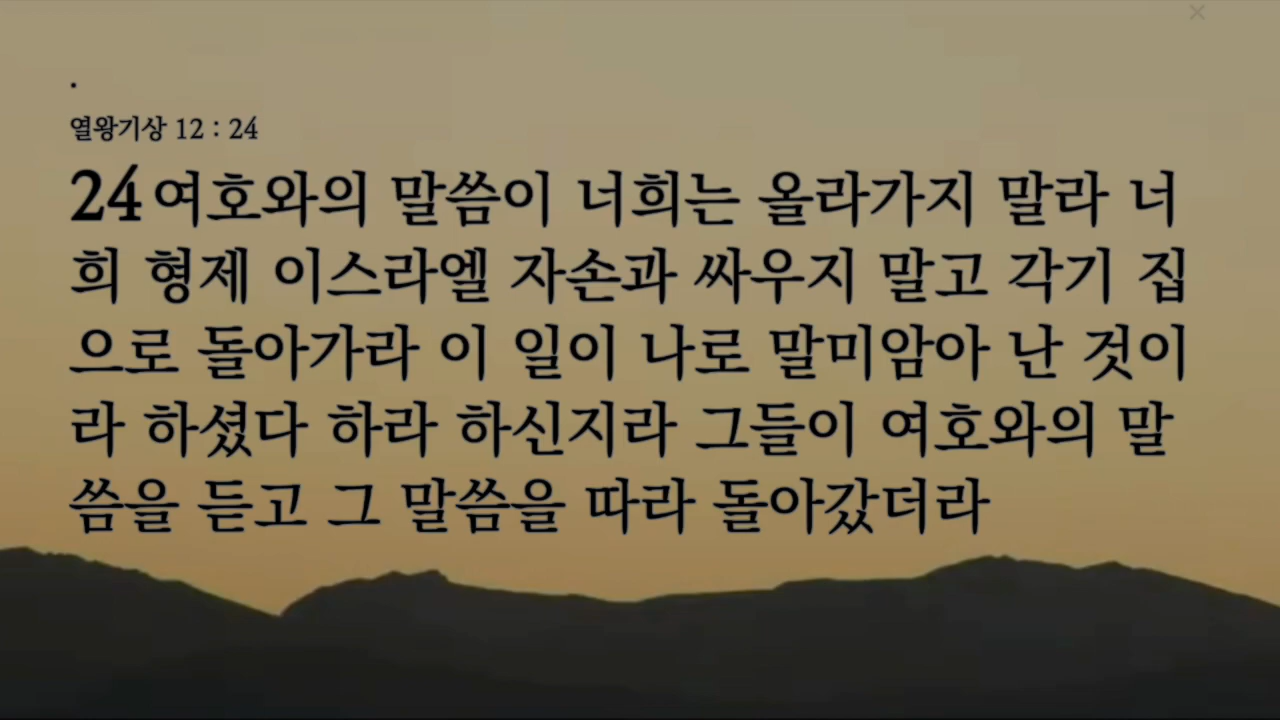 .
열왕기상 12 : 24
24 여호와의 말씀이 너희는 올라가지 말라 너
희 형제 이스라엘 자손과 싸우지 말고 각기 집
으로 돌아가라 이 일이 나로 말미암아 난 것이
라 하셨다 하라 하신지라 그들이 여호와의 말
씀을 듣고 그 말씀을 따라 돌아갔더라